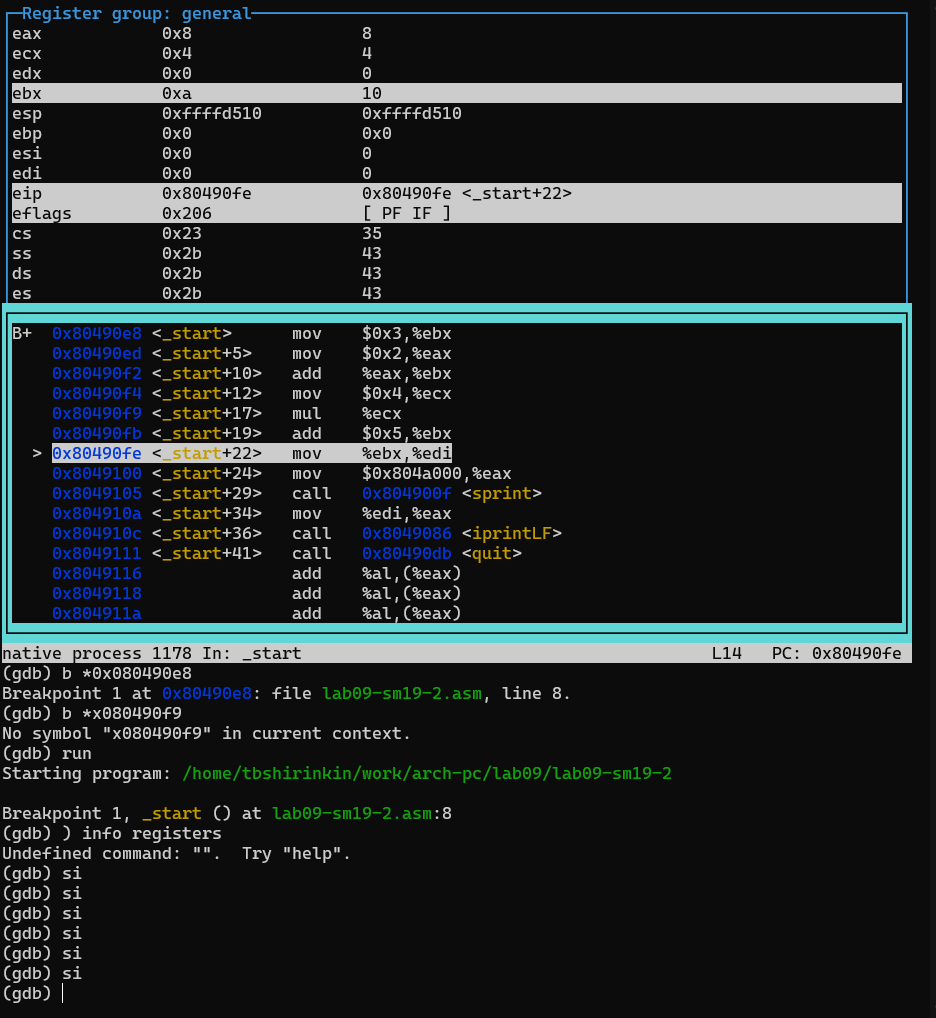 Register group: general
eax 0x8 8
ecx 0x4 4
edx 0x0 0
ebx 0xa 10
esp 0xffffd510 0xffffd510
ebp 0x0 0x0
esi 0x0 0
edi 0x0 0
eip 0x80490fe 0x80490fe <_start+22>
eflags 0x206 [ PF IF ]
cs 0x23 35
ss 0x2b 43
ds 0x2b 43
es 0x2b 43
B+ 0x80490e8 <_start> mov $0x3,%ebx
0x80490ed <_start+5> mov $0x2,%eax
0x80490f2 <_start+10> add %eax,%ebx
0x80490f4 <_start+12> mov $0x4,%ecx
0x80490f9 <_start+17> mul %ecx
0x80490fb <_start+19> add $0x5,%ebx
> 0x80490fe <_start+22> mov %ebx,%edi
0x8049100 <_start+24> mov $0x804a000,%eax
0x8049105 <_start+29> call 0x804900f <sprint>
0x804910a <_start+34> mov %edi,%eax
0x804910c <_start+36> call 0x8049086 <iprintLF>
0x8049111 <_start+41> call 0x80490db <quit>
0x8049116 add %al,(%eax)
0x8049118 add %al,(%eax)
0x804911a add %al,(%eax)
native process 1178 In: _start L14 PC: 0x80490fe
(gdb) b *0x080490e8
Breakpoint 1 at 0x80490e8: file lab09-sm19-2.asm, line 8.
(gdb) b *x080490f9
No symbol "x080490f9" in current context.
(gdb) run
Starting program: /home/tbshirinkin/work/arch-pc/lab09/lab09-sm19-2
Breakpoint 1, _start () at lab09-sm19-2.asm:8
(gdb) ) info registers
Undefined command: "". Try "help".
(gdb) si
(gdb) si
(gdb) si
(gdb) si
(gdb) si
(gdb) si
(gdb)